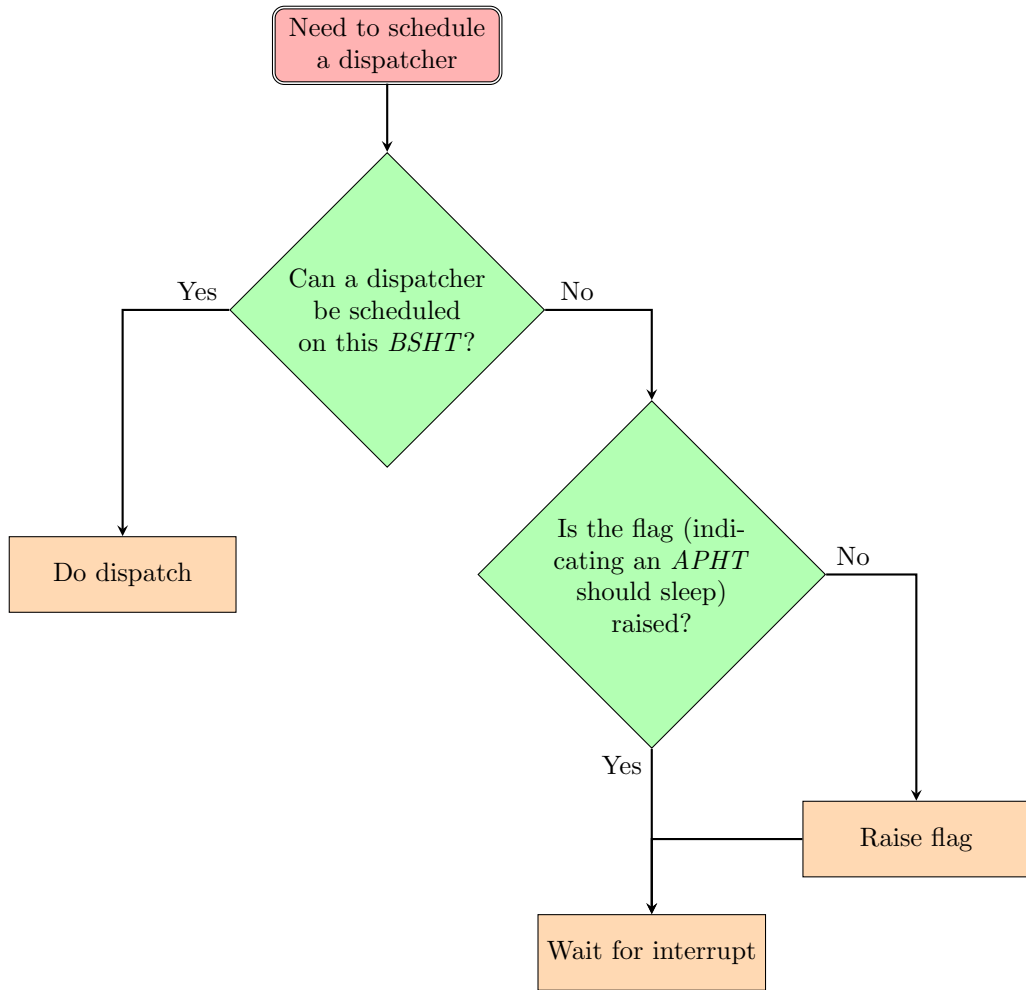 Need to schedule
a dispatcher
Can a dispatcher
be scheduled
on this BSHT?
Yes
No
Do dispatch
Is the flag (indi-
cating an APHT
should sleep)
raised?
No
Yes
Raise flag
Wait for interrupt